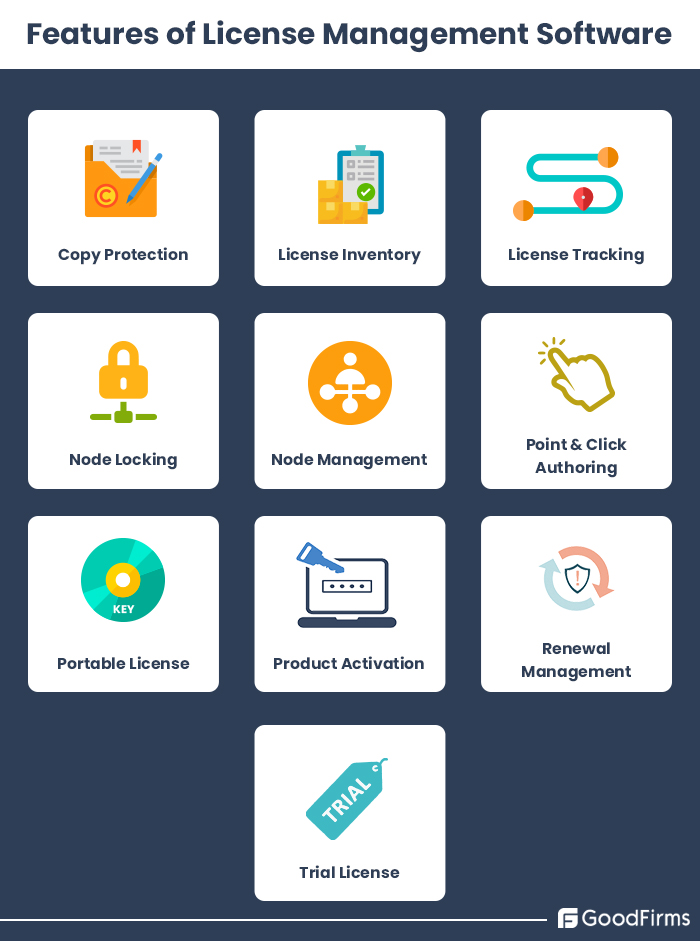 Features of License Management Software
Copy Protection
License Inventory
License Tracking
Node Locking
Node Management
Point & Click
Authoring
KEY
Portable License
Product Activation
Renewal
Management
TRIAL
Trial License
GoodFirms